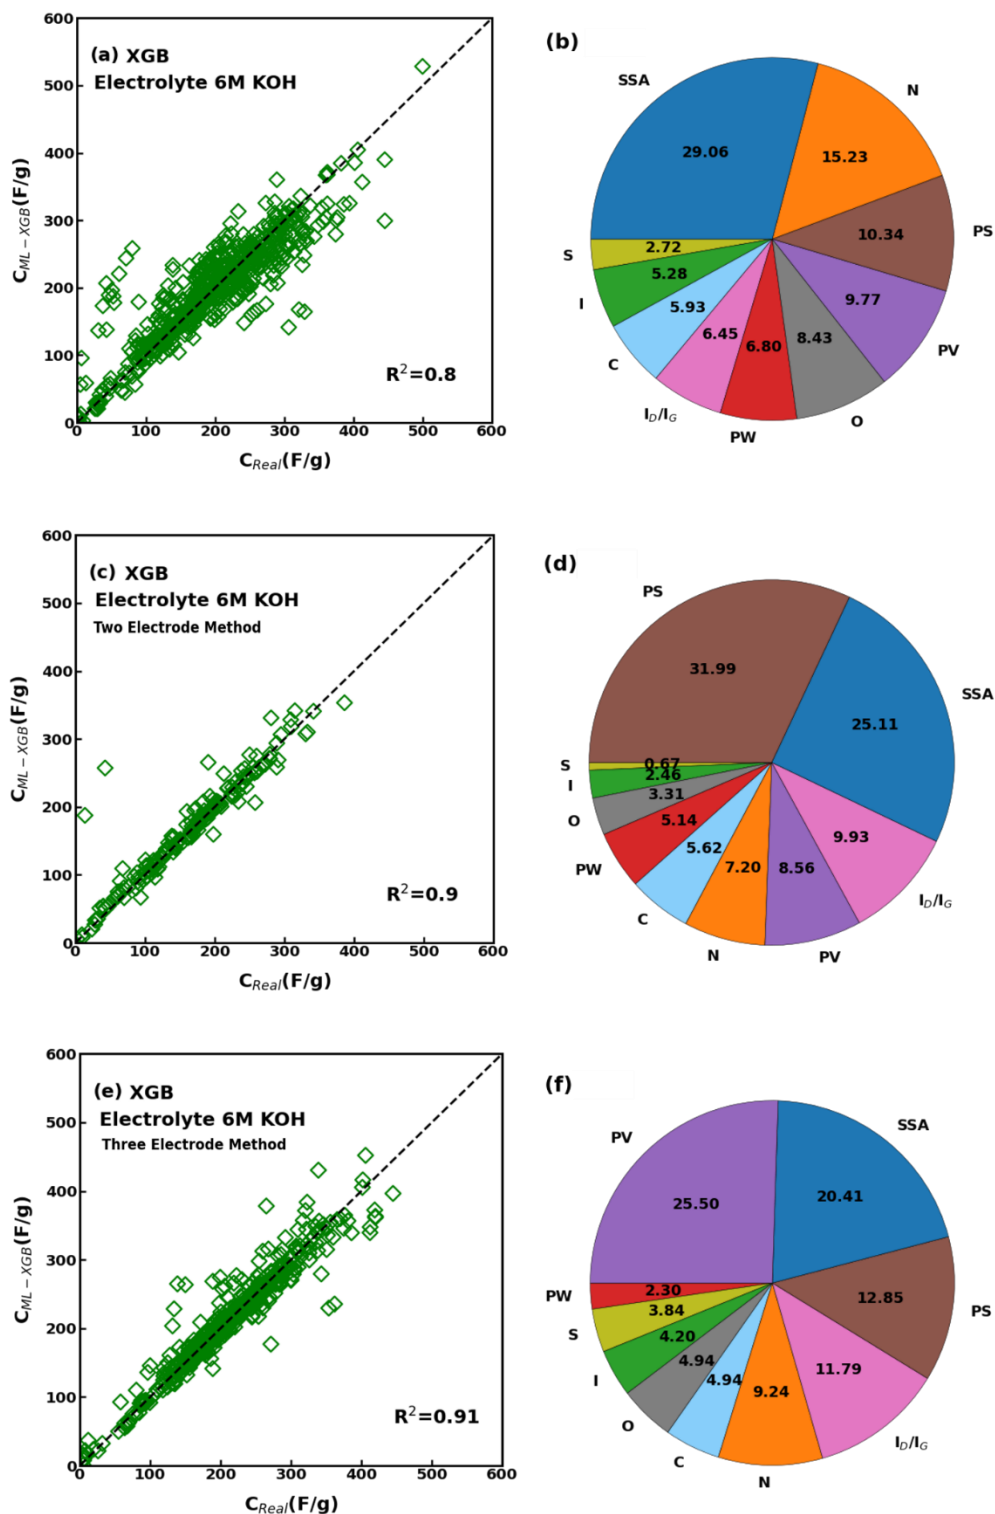 (a) XGB
Electrolyte 6M KOH
R²=0.8
600
500
400
300
200
100
0
0 100 200 300 400 500 600
C_ML−XGB(F/g)
C_Real(F/g)
(b)
SSA
29.06
N
15.23
PS
10.34
PV
9.77
O
8.43
PW
6.80
I_D/I_G
6.45
C
5.93
I
5.28
S
2.72
(c) XGB
Electrolyte 6M KOH
Two Electrode Method
R²=0.9
600
500
400
300
200
100
0
0 100 200 300 400 500 600
C_ML−XGB(F/g)
C_Real(F/g)
(d)
PS
31.99
SSA
25.11
I_D/I_G
9.93
PV
8.56
N
7.20
C
5.62
PW
5.14
O
3.31
I
2.46
S
0.67
(e) XGB
Electrolyte 6M KOH
Three Electrode Method
R²=0.91
600
500
400
300
200
100
0
0 100 200 300 400 500 600
C_ML−XGB(F/g)
C_Real(F/g)
(f)
PV
25.50
SSA
20.41
PS
12.85
I_D/I_G
11.79
N
9.24
C
4.94
O
4.94
I
4.20
S
3.84
PW
2.30